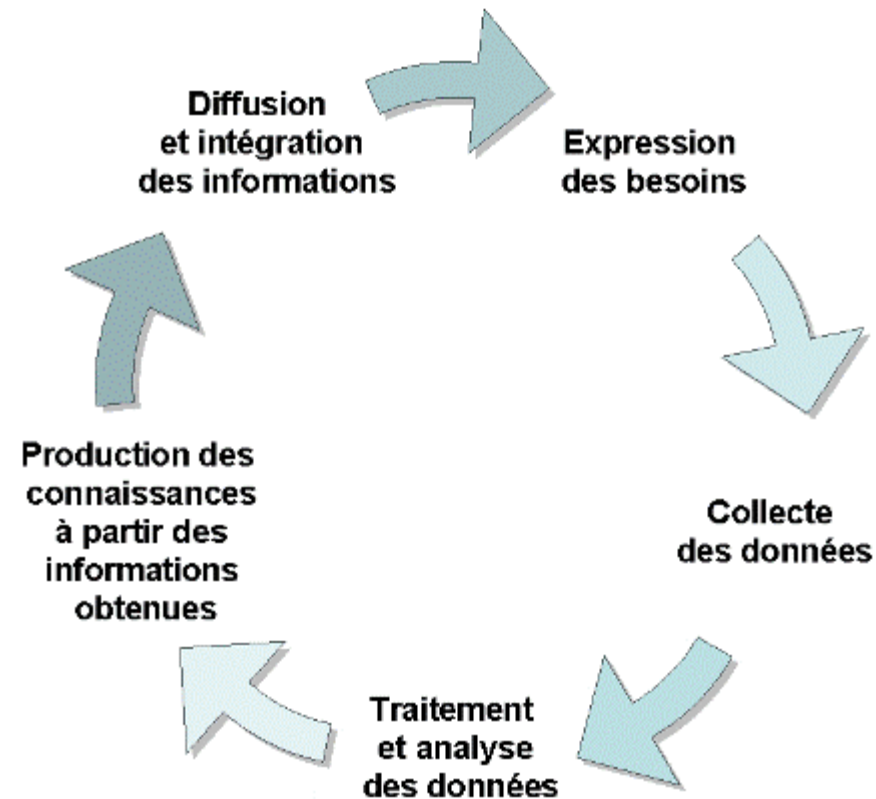 Diffusion
et intégration
des informations
Expression
des besoins
Collecte
des données
Traitement
et analyse
des données
Production des
connaissances
à partir des
informations
obtenues